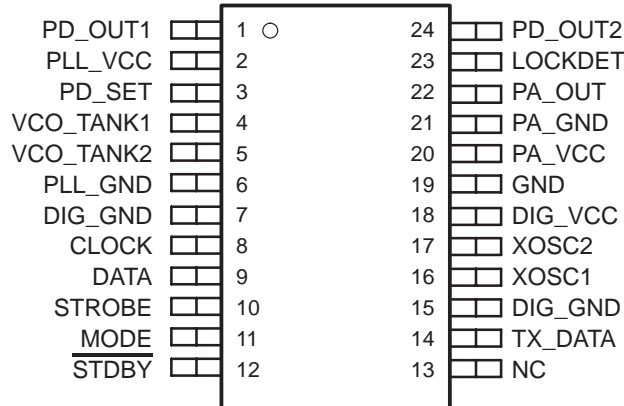 PD_OUT1 1 24 PD_OUT2
PLL_VCC 2 23 LOCKDET
PD_SET 3 22 PA_OUT
VCO_TANK1 4 21 PA_GND
VCO_TANK2 5 20 PA_VCC
PLL_GND 6 19 GND
DIG_GND 7 18 DIG_VCC
CLOCK 8 17 XOSC2
DATA 9 16 XOSC1
STROBE 10 15 DIG_GND
MODE 11 14 TX_DATA
STDBY 12 13 NC